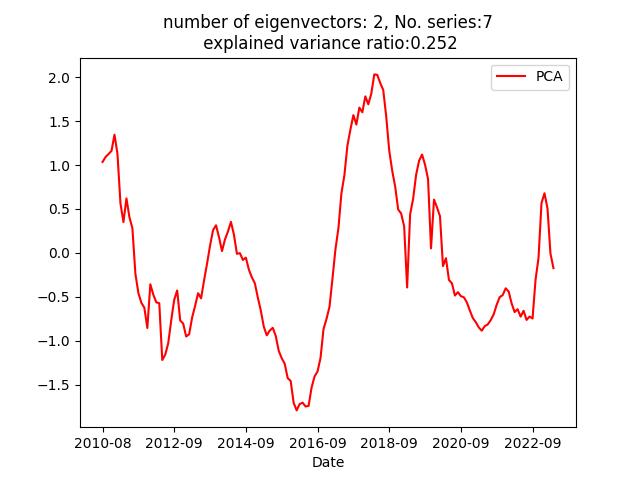 number of eigenvectors: 2, No. series:7
explained variance ratio:0.252
PCA
2.0
1.5
1.0
0.5
0.0
−0.5
−1.0
−1.5
2010-08 2012-09 2014-09 2016-09 2018-09 2020-09 2022-09
Date